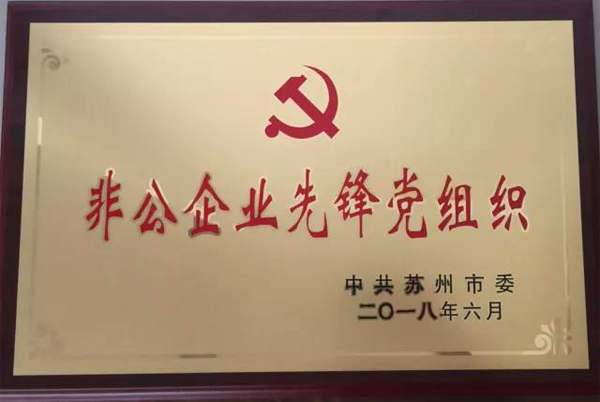 非公企业先锋党组织
中共苏州市委
二〇一八年六月